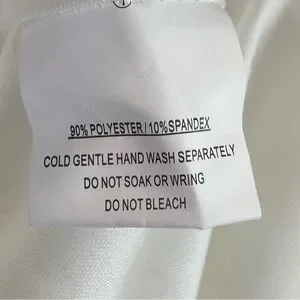 90% POLYESTER / 10%SPANDEX
COLD GENTLE HAND WASH SEPARATELY
DO NOT SOAK OR WRING
DO NOT BLEACH